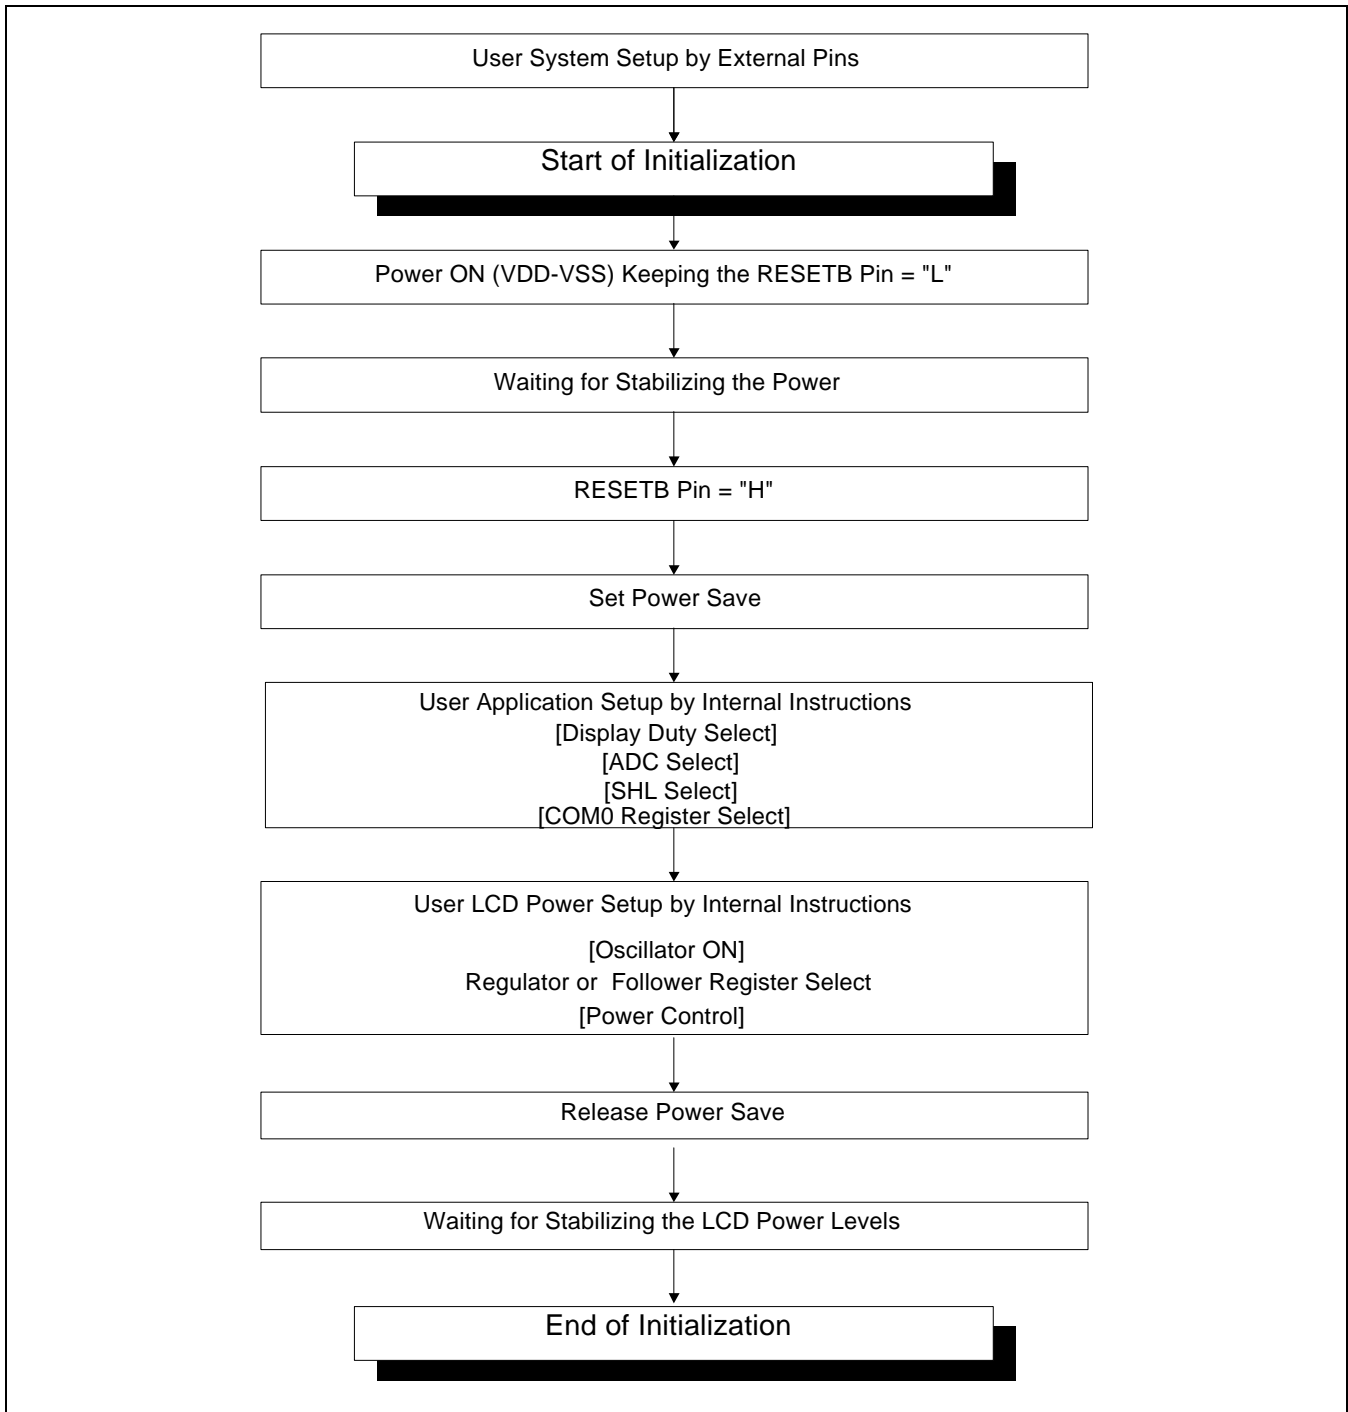 User System Setup by External Pins
Start of Initialization
Power ON (VDD-VSS) Keeping the RESETB Pin = "L"
Waiting for Stabilizing the Power
RESETB Pin = "H"
Set Power Save
User Application Setup by Internal Instructions
[Display Duty Select]
[ADC Select]
[SHL Select]
[COM0 Register Select]
User LCD Power Setup by Internal Instructions
[Oscillator ON]
Regulator or Follower Register Select
[Power Control]
Release Power Save
Waiting for Stabilizing the LCD Power Levels
End of Initialization